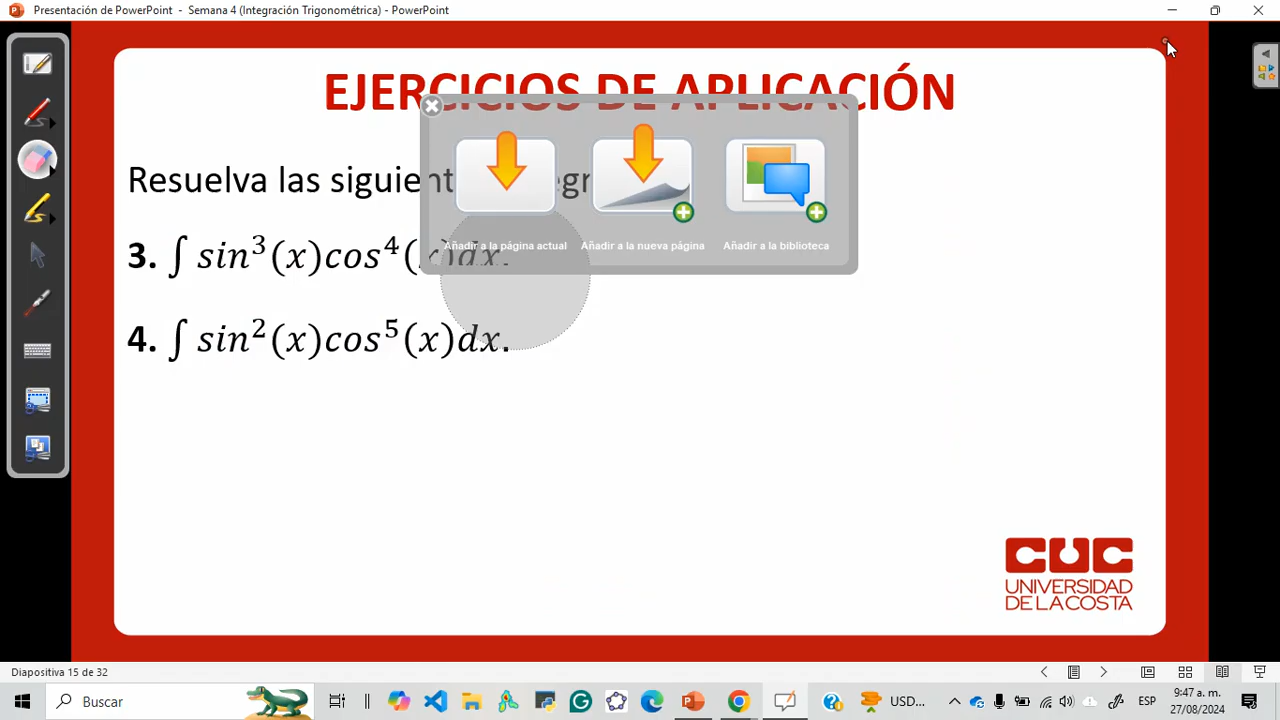 Presentación de PowerPoint - Semana 4 (Integración Trigonométrica) - PowerPoint
EJERCICIOS DE APLICACIÓN
Resuelva las
Añadir a la página actual
Añadir a la nueva página
Añadir a la biblioteca
3. ∫ sin³(x)cos⁴(x)dx.
4. ∫ sin²(x)cos⁵(x)dx.
CUC
UNIVERSIDAD
DE LA COSTA
Diapositiva 15 de 32
Buscar
USD...
ESP
9:47 a. m.
27/08/2024